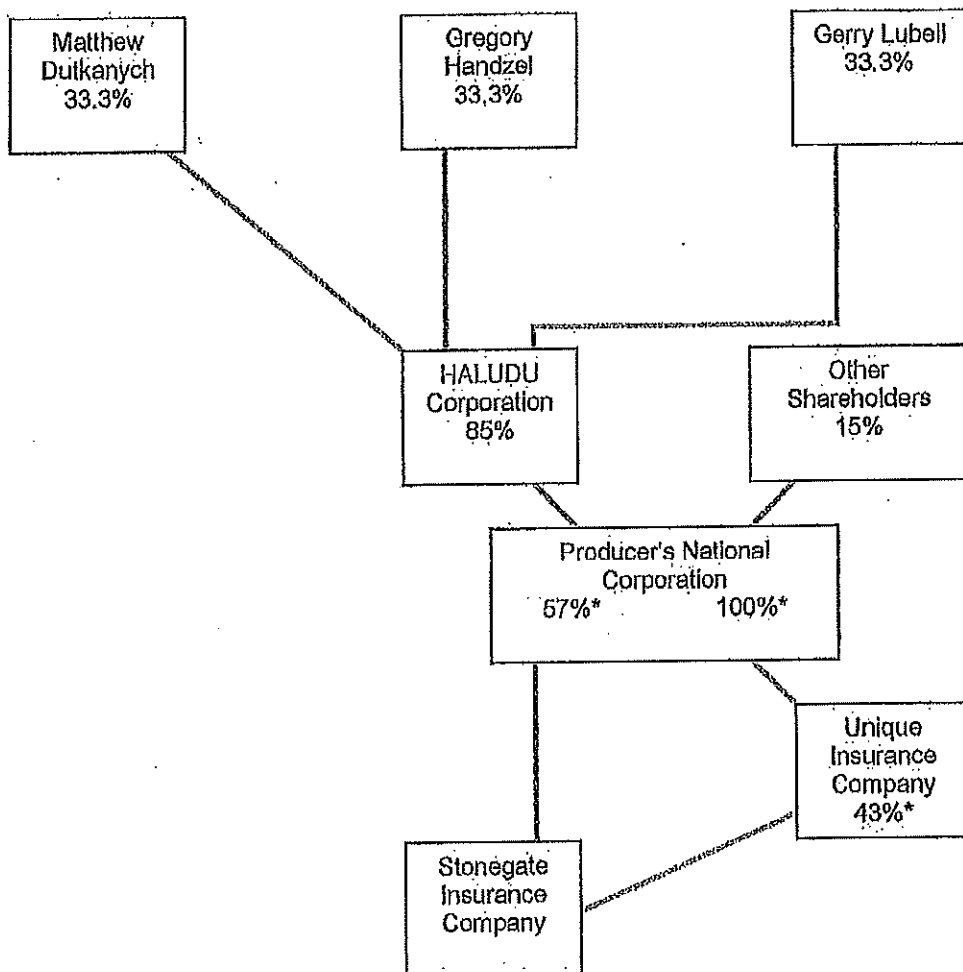 Matthew
Dutkanych
33.3%
Gregory
Handzel
33.3%
Gerry Lubell
33.3%
HALUDU
Corporation
85%
Other
Shareholders
15%
Producer's National
Corporation
57%* 100%*
Unique
Insurance
Company
43%*
Stonegate
Insurance
Company